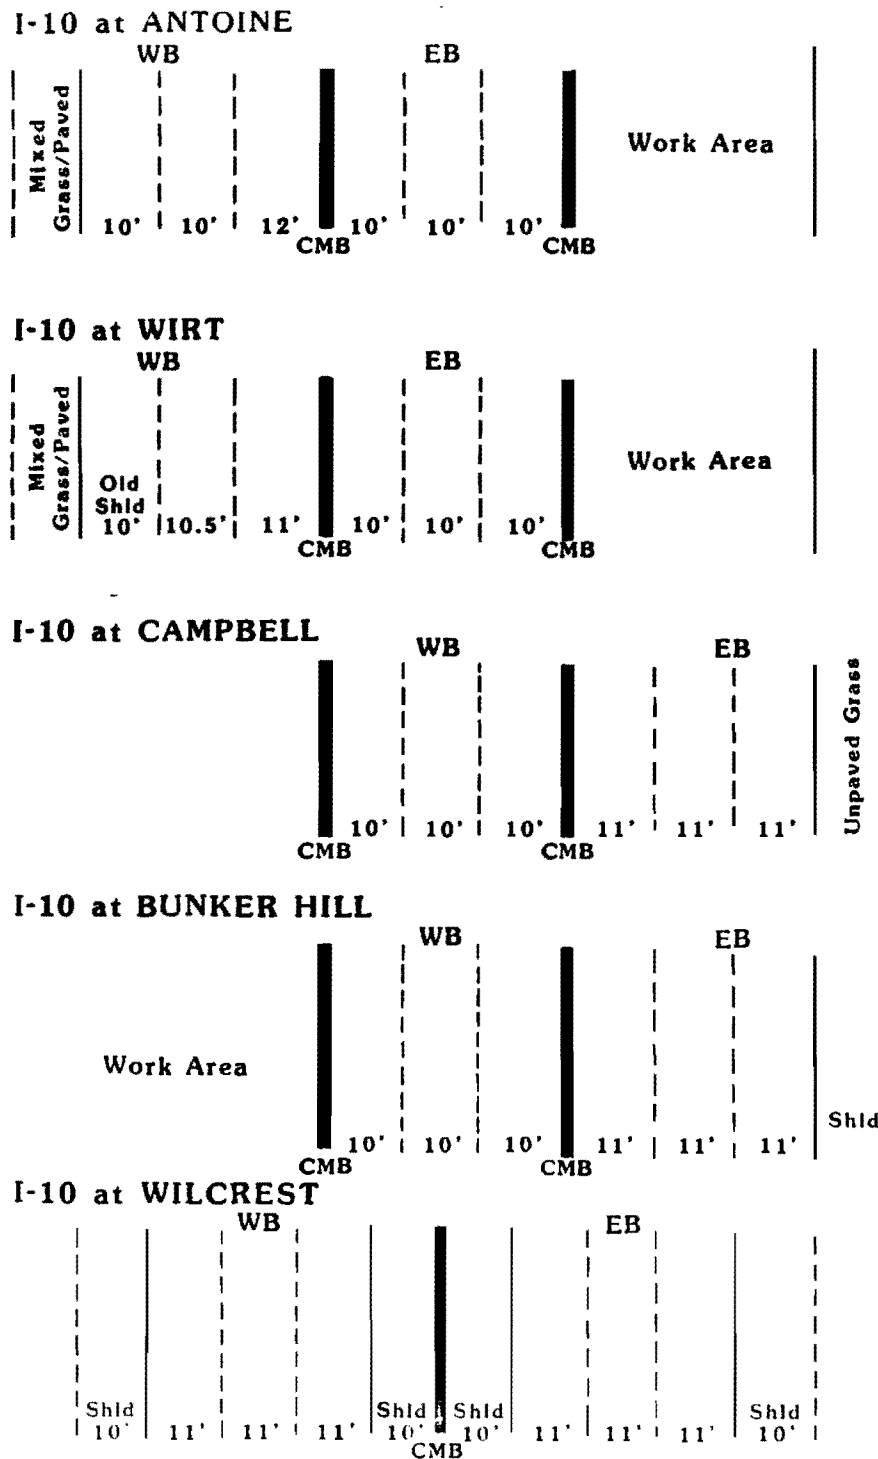 I-10 at ANTOINE
WB EB
Mixed
Grass/Paved
Work Area
10' 10' 12' 10' 10' 10'
CMB CMB
I-10 at WIRT
WB EB
Mixed
Grass/Paved
Work Area
Old
Shld
10' 10.5' 11' 10' 10' 10'
CMB CMB
I-10 at CAMPBELL
WB EB
Unpaved Grass
10' 10' 10' 11' 11' 11'
CMB CMB
I-10 at BUNKER HILL
WB EB
Work Area
Shld
10' 10' 10' 11' 11' 11'
CMB CMB
I-10 at WILCREST
WB EB
Shld Shld Shld Shld
10' 11' 11' 11' 10' 10' 11' 11' 11' 10'
CMB